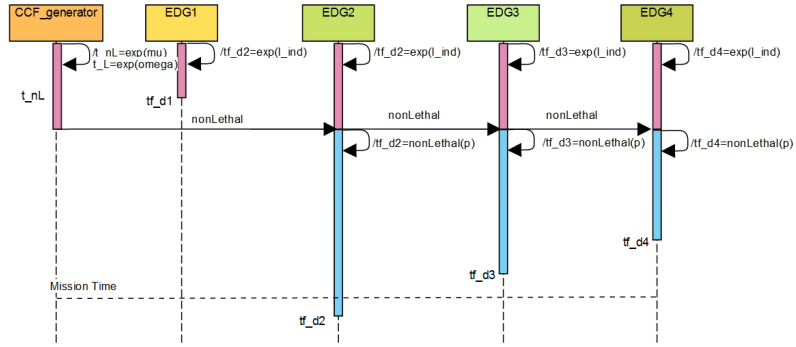 CCF_generator EDG1 EDG2 EDG3 EDG4
/t_nL=exp(mu) /tf_d2=exp(l_ind) /tf_d2=exp(l_ind) /tf_d3=exp(l_ind) /tf_d4=exp(l_ind)
t_L=exp(omega)
t_nL
tf_d1
nonLethal nonLethal nonLethal
/tf_d2=nonLethal(p) /tf_d3=nonLethal(p) /tf_d4=nonLethal(p)
tf_d4
tf_d3
Mission Time
tf_d2